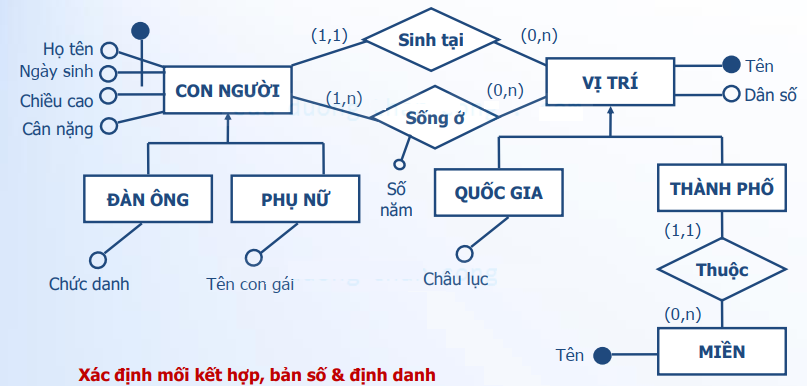 (1,1)
Sinh tại
(0,n)
Họ tên
Ngày sinh
Chiều cao
Cân nặng
CON NGƯỜI
VỊ TRÍ
Tên
Dân số
(1,n)
Sống ớ
(0,n)
ĐÀN ÔNG
PHỤ NỮ
Số
năm
QUỐC GIA
THÀNH PHỐ
Chức danh
Tên con gái
Châu lục
(1,1)
Thuộc
(0,n)
Tên
MIỀN
Xác định mối kết hợp, bản số & định danh